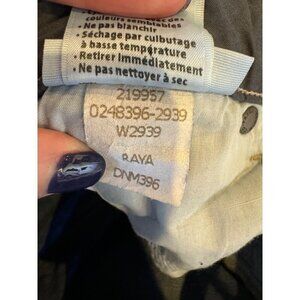 couleurs semblables
• Ne pas blanchir
• Séchage par culbutage
à basse température
• Retirer immédiatement
• Ne pas nettoyer à sec
219957
0248396-2939
W2939
RAYA
DNM396